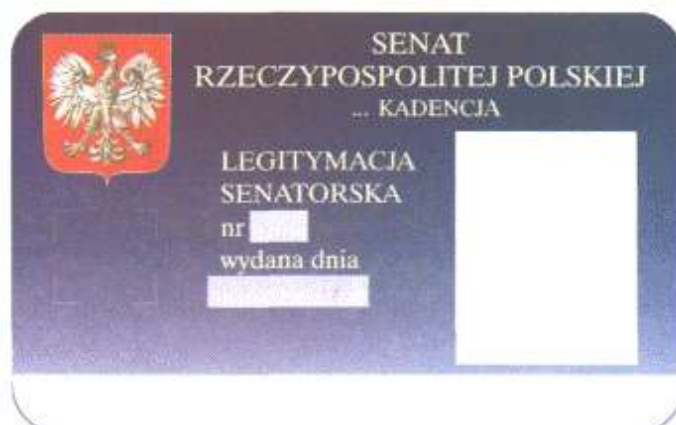 SENAT
RZECZYPOSPOLITEJ POLSKIEJ
... KADENCJA
LEGITYMACJA
SENATORSKA
nr
wydana dnia